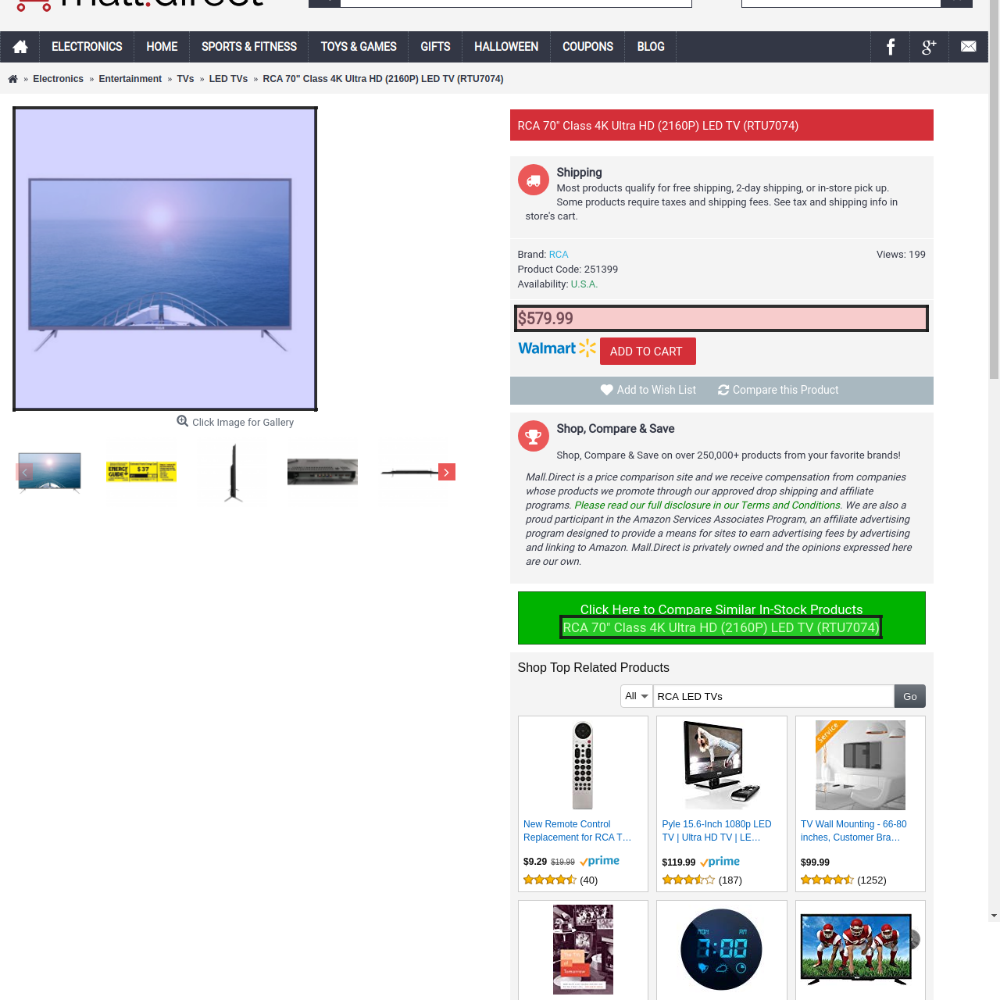 mall.direct
ELECTRONICS HOME SPORTS & FITNESS TOYS & GAMES GIFTS HALLOWEEN COUPONS BLOG
» Electronics » Entertainment » TVs » LED TVs » RCA 70" Class 4K Ultra HD (2160P) LED TV (RTU7074)
RCA 70" Class 4K Ultra HD (2160P) LED TV (RTU7074)
Shipping
Most products qualify for free shipping, 2-day shipping, or in-store pick up.
Some products require taxes and shipping fees. See tax and shipping info in
store's cart.
Brand: RCA
Views: 199
Product Code: 251399
Availability: U.S.A.
$579.99
Walmart
ADD TO CART
Add to Wish List
Compare this Product
Click Image for Gallery
ENERGY
GUIDE
$37
Shop, Compare & Save
Shop, Compare & Save on over 250,000+ products from your favorite brands!
Mall.Direct is a price comparison site and we receive compensation from companies
whose products we promote through our approved drop shipping and affiliate
programs. Please read our full disclosure in our Terms and Conditions. We are also a
proud participant in the Amazon Services Associates Program, an affiliate advertising
program designed to provide a means for sites to earn advertising fees by advertising
and linking to Amazon. Mall.Direct is privately owned and the opinions expressed here
are our own.
Click Here to Compare Similar In-Stock Products
RCA 70" Class 4K Ultra HD (2160P) LED TV (RTU7074)
Shop Top Related Products
All
RCA LED TVs
Go
Service
New Remote Control
Replacement for RCA T…
$9.29 $19.99 prime
(40)
Pyle 15.6-Inch 1080p LED
TV | Ultra HD TV | LE…
$119.99 prime
(187)
TV Wall Mounting - 66-80
inches, Customer Bra…
$99.99
(1252)
Tomorrow
MON AM
7:00